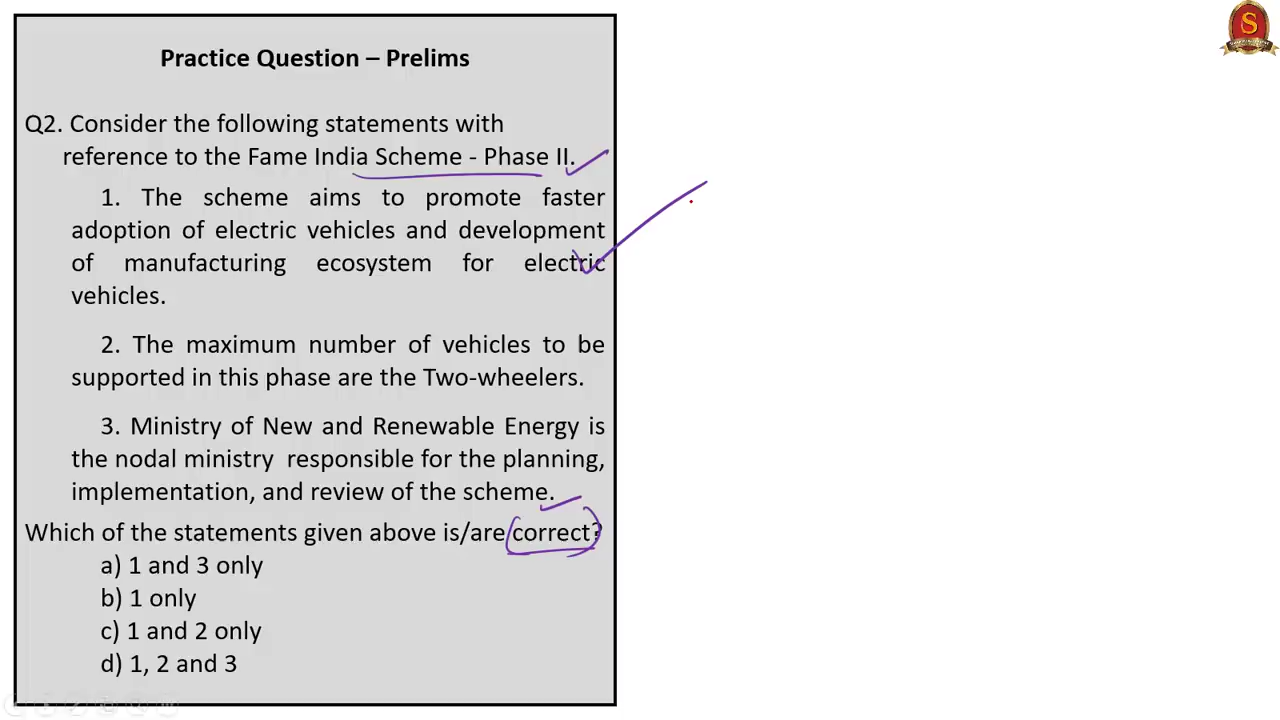 Practice Question – Prelims
Q2. Consider the following statements with
reference to the Fame India Scheme - Phase II.
1. The scheme aims to promote faster
adoption of electric vehicles and development
of manufacturing ecosystem for electric
vehicles.
2. The maximum number of vehicles to be
supported in this phase are the Two-wheelers.
3. Ministry of New and Renewable Energy is
the nodal ministry responsible for the planning,
implementation, and review of the scheme.
Which of the statements given above is/are correct?
a) 1 and 3 only
b) 1 only
c) 1 and 2 only
d) 1, 2 and 3
S